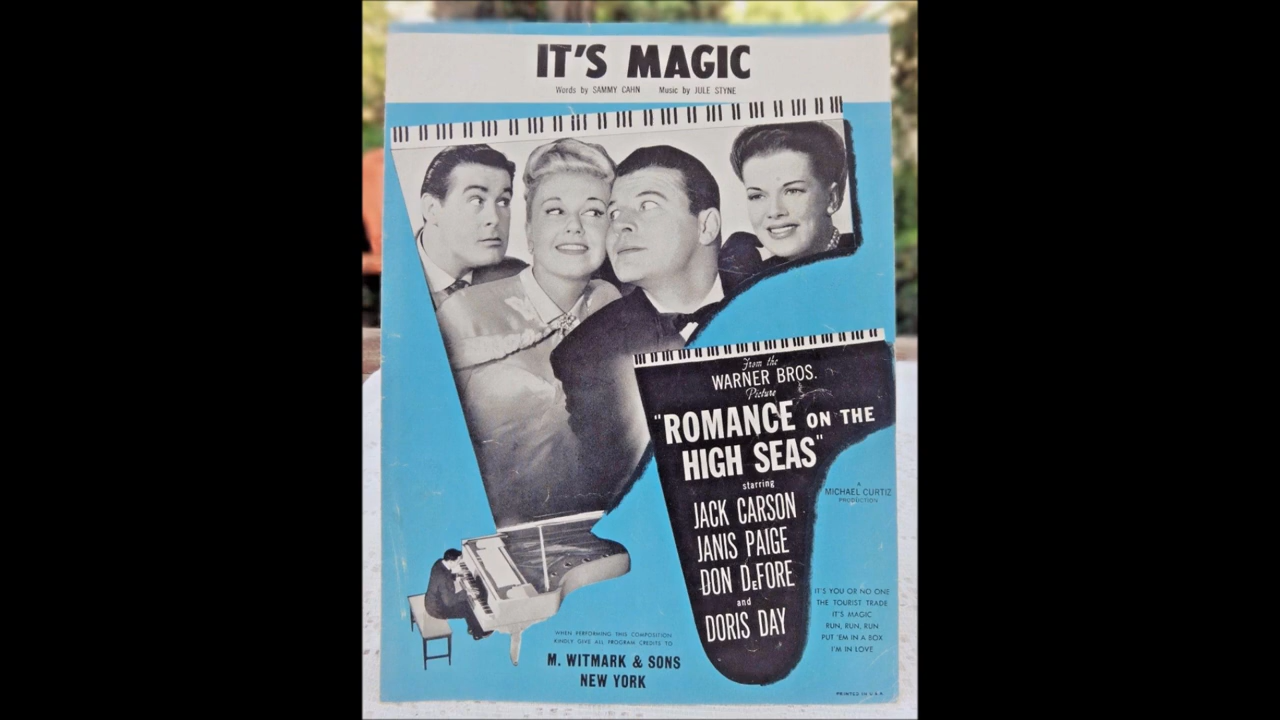 IT'S MAGIC
Words by SAMMY CAHN Music by JULE STYNE
From the
WARNER BROS.
Picture
"ROMANCE ON THE
HIGH SEAS"
starring
JACK CARSON
JANIS PAIGE
DON DeFORE
and
DORIS DAY
A
MICHAEL CURTIZ
PRODUCTION
IT'S YOU OR NO ONE
THE TOURIST TRADE
IT'S MAGIC
RUN, RUN, RUN
PUT 'EM IN A BOX
I'M IN LOVE
WHEN PERFORMING THIS COMPOSITION
KINDLY GIVE ALL PROGRAM CREDITS TO
M. WITMARK & SONS
NEW YORK
PRINTED IN U.S.A.